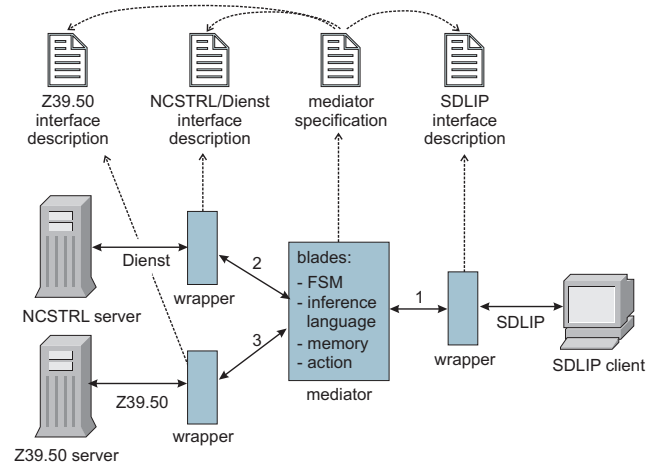 Z39.50
interface
description
NCSTRL/Dienst
interface
description
mediator
specification
SDLIP
interface
description
Dienst
wrapper
NCSTRL server
2
blades:
- FSM
- inference
language
- memory
- action
mediator
1
wrapper
SDLIP
SDLIP client
3
Z39.50
wrapper
Z39.50 server